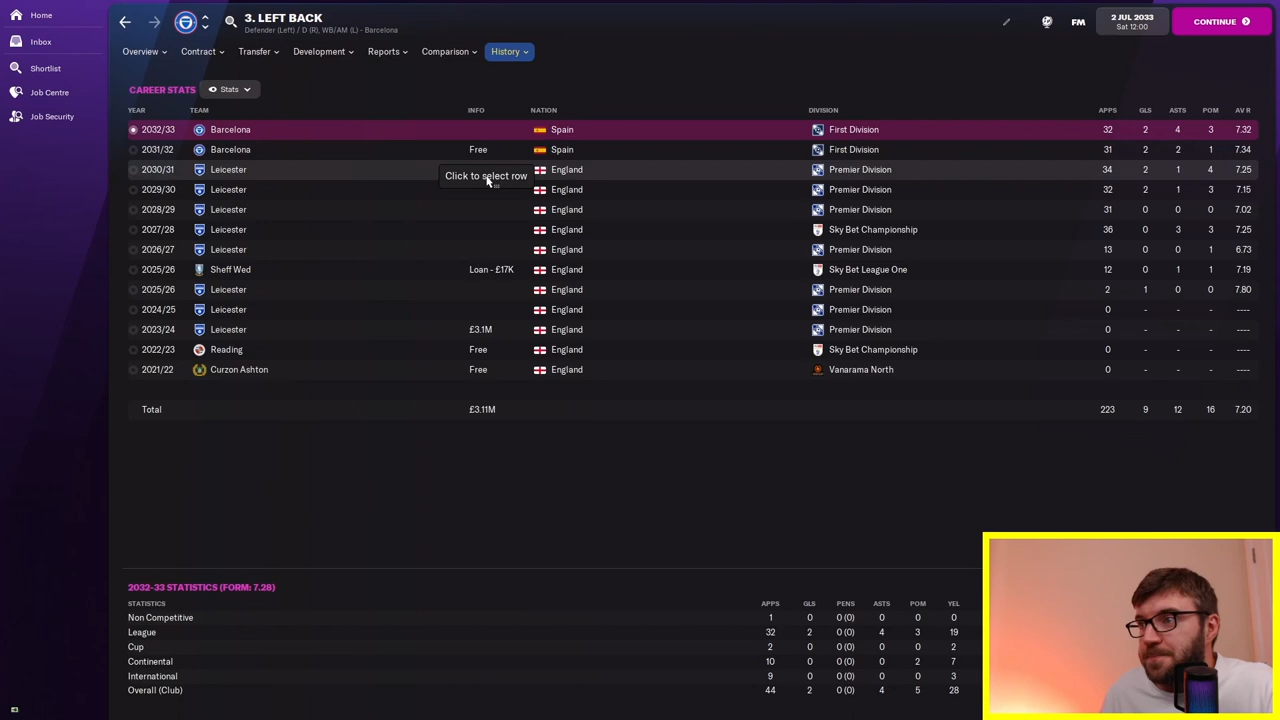 Home
Inbox
Shortlist
Job Centre
Job Security
3. LEFT BACK
Defender (Left) / D (R), WB/AM (L) - Barcelona
FM
2 JUL 2033
Sat 12:00
CONTINUE
Overview Contract Transfer Development Reports Comparison History
CAREER STATS Stats
YEAR TEAM INFO NATION DIVISION APPS GLS ASTS POM AV R
2032/33 Barcelona Spain First Division 32 2 4 3 7.32
2031/32 Barcelona Free Spain First Division 31 2 2 1 7.34
2030/31 Leicester England Premier Division 34 2 1 4 7.25
Click to select row
2029/30 Leicester England Premier Division 32 2 1 3 7.15
2028/29 Leicester England Premier Division 31 0 0 0 7.02
2027/28 Leicester England Sky Bet Championship 36 0 3 3 7.25
2026/27 Leicester England Premier Division 13 0 0 1 6.73
2025/26 Sheff Wed Loan - £17K England Sky Bet League One 12 0 1 1 7.19
2025/26 Leicester England Premier Division 2 1 0 0 7.80
2024/25 Leicester England Premier Division 0 - - - ----
2023/24 Leicester £3.1M England Premier Division 0 - - - ----
2022/23 Reading Free England Sky Bet Championship 0 - - - ----
2021/22 Curzon Ashton Free England Vanarama North 0 - - - ----
Total £3.11M 223 9 12 16 7.20
2032-33 STATISTICS (FORM: 7.28)
STATISTICS APPS GLS PENS ASTS POM YEL
Non Competitive 1 0 0 (0) 0 0 0
League 32 2 0 (0) 4 3 19
Cup 2 0 0 (0) 0 0 2
Continental 10 0 0 (0) 0 2 7
International 9 0 0 (0) 0 0 3
Overall (Club) 44 2 0 (0) 4 5 28